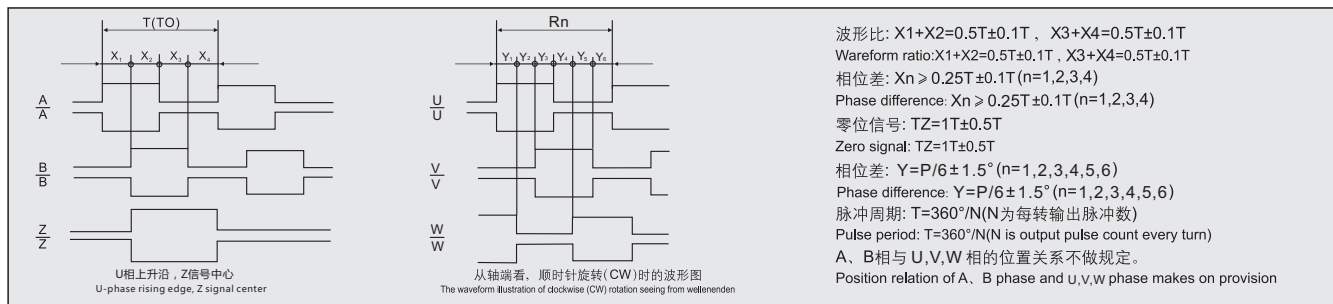 T(TO)
X1 X2 X3 X4
A
A
B
B
Z
Z
U相上升沿，Z信号中心
U-phase rising edge, Z signal center
Rn
Y1 Y2 Y3 Y4 Y5 Y6
U
U
V
V
W
W
从轴端看，顺时针旋转(CW)时的波形图
The waveform illustration of clockwise (CW) rotation seeing from wellenenden
波形比: X1+X2=0.5T±0.1T， X3+X4=0.5T±0.1T
Wareform ratio:X1+X2=0.5T±0.1T , X3+X4=0.5T±0.1T
相位差: Xn≥0.25T±0.1T(n=1,2,3,4)
Phase difference: Xn≥0.25T±0.1T(n=1,2,3,4)
零位信号: TZ=1T±0.5T
Zero signal: TZ=1T±0.5T
相位差: Y=P/6±1.5°(n=1,2,3,4,5,6)
Phase difference: Y=P/6±1.5°(n=1,2,3,4,5,6)
脉冲周期: T=360°/N(N为每转输出脉冲数)
Pulse period: T=360°/N(N is output pulse count every turn)
A、B相与U,V,W 相的位置关系不做规定。
Position relation of A、B phase and U,V,W phase makes on provision